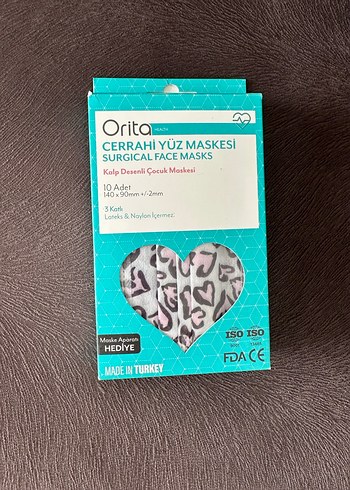 Orita
HEALTH
CERRAHİ YÜZ MASKESİ
SURGICAL FACE MASKS
Kalp Desenli Çocuk Maskesi
10 Adet
140 x 90mm +/-2mm
3 Katlı
Lateks & Naylon İçermez
Maske Aparatı
HEDİYE
ISO ISO
FDA CE
MADE IN TURKEY